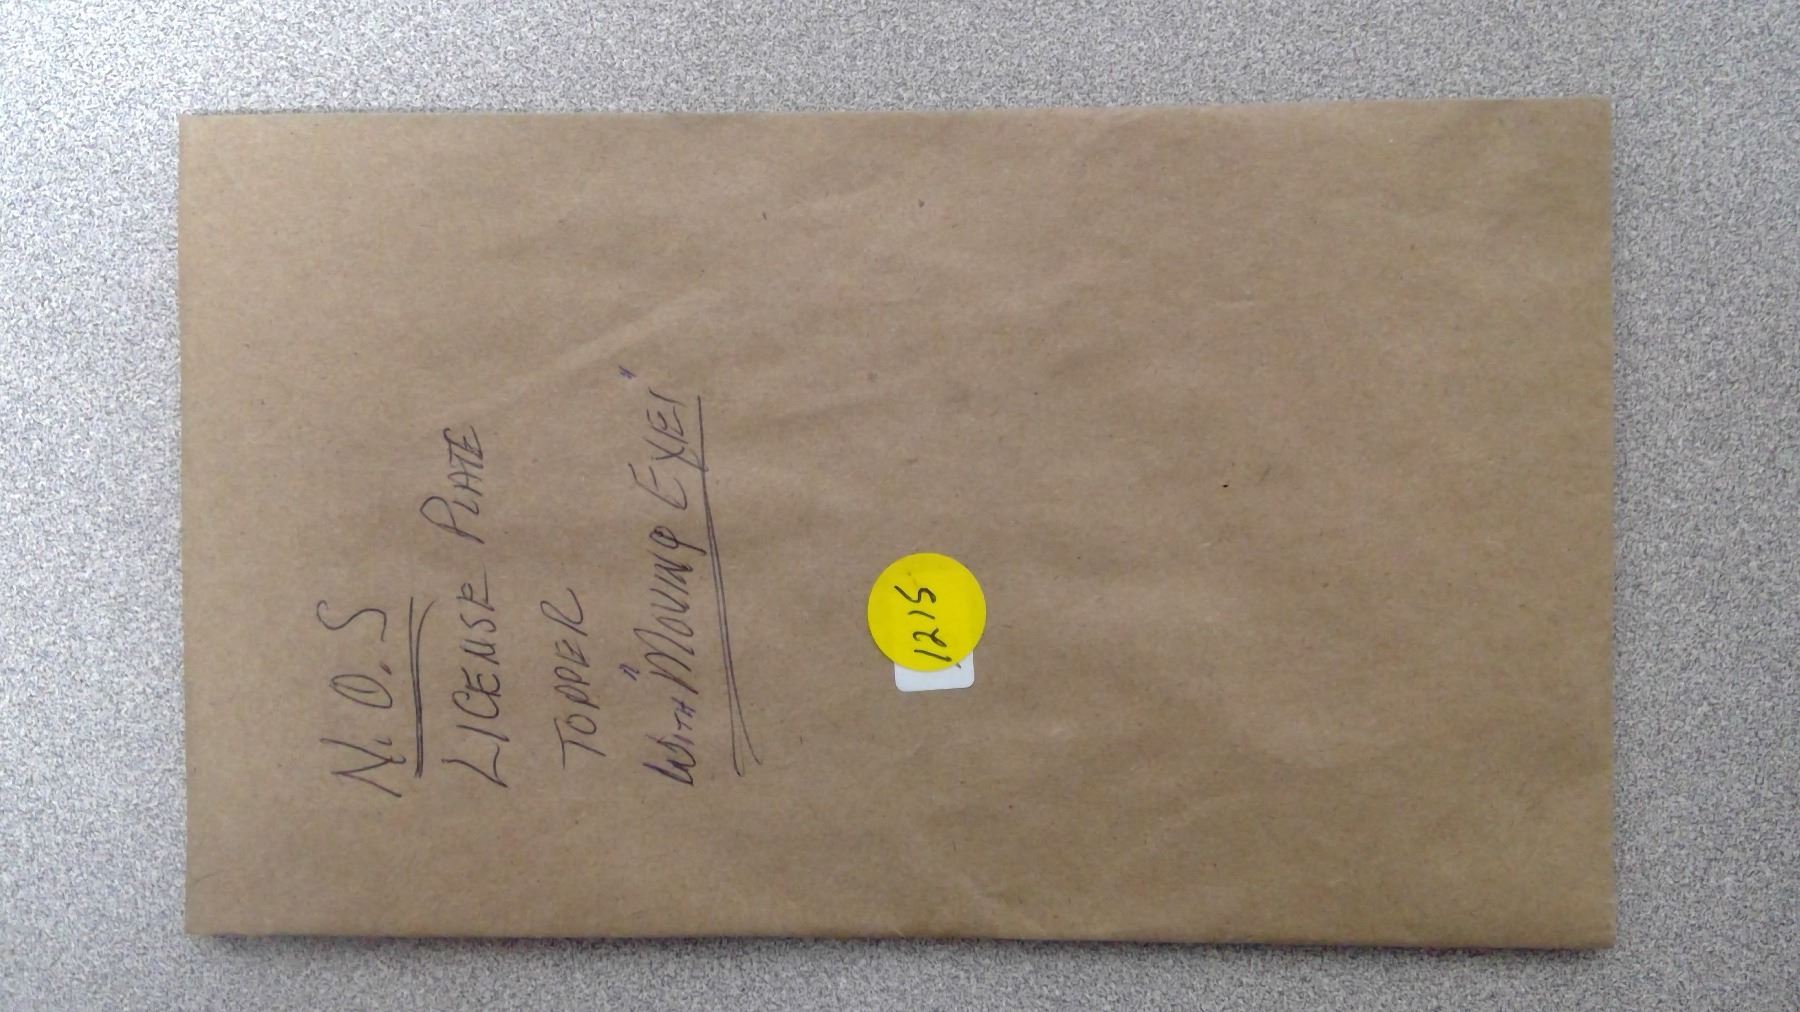 N.O.S
LICENSE PLATE
TOPPER
WITH "MOVING EYES"
1215